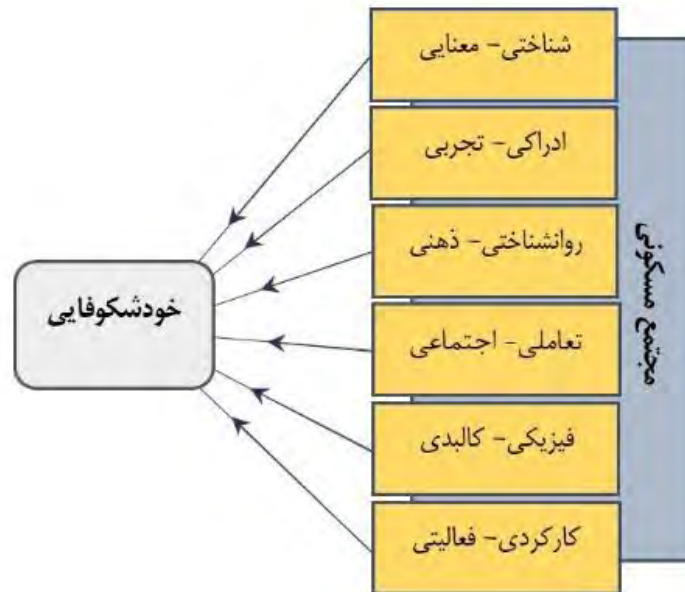 شناختی- معنایی
ادراکی- تجربی
روانشناختی- ذهنی
تعاملی- اجتماعی
فیزیکی- کالبدی
کارکردی- فعالیتی
مجتمع مسکونی
خودشکوفایی